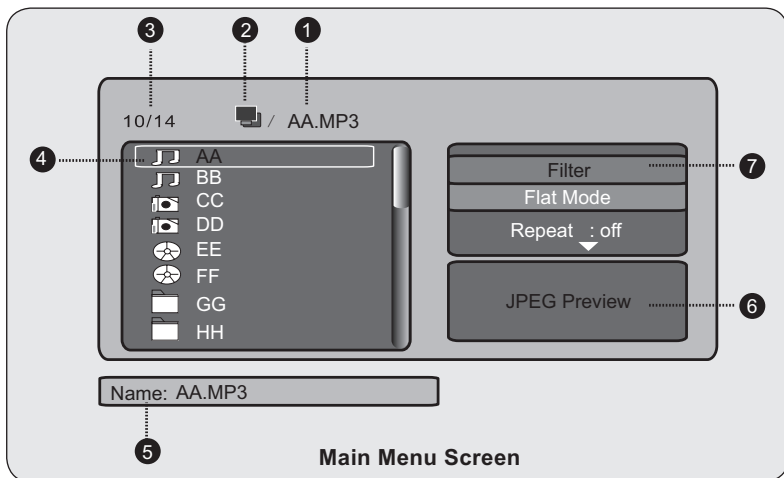 3 2 1
10/14 / AA.MP3
4 AA
BB
CC
DD
EE
FF
GG
HH
Filter 7
Flat Mode
Repeat : off
JPEG Preview 6
Name: AA.MP3
5
Main Menu Screen